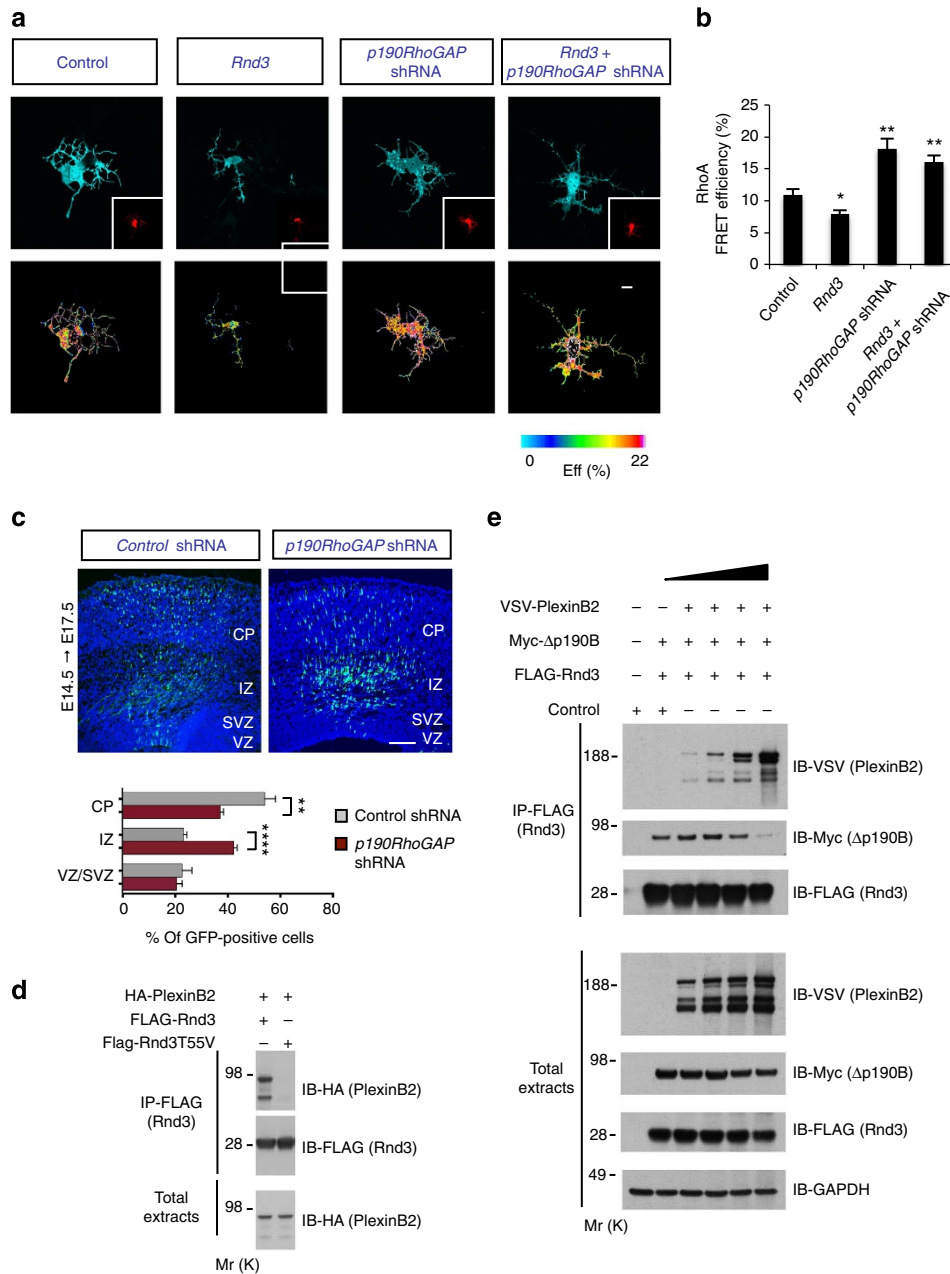 a
Control
Rnd3
p190RhoGAP
shRNA
Rnd3 +
p190RhoGAP shRNA
0
22
Eff (%)
b
RhoA
FRET efficiency (%)
25
20
15
10
5
0
**
**
*
Control
Rnd3
p190RhoGAP shRNA
Rnd3 +
p190RhoGAP shRNA
c
Control shRNA
p190RhoGAP shRNA
E14.5 → E17.5
CP
IZ
SVZ
VZ
CP
IZ
SVZ
VZ
CP
IZ
VZ/SVZ
**
****
Control shRNA
p190RhoGAP
shRNA
0 20 40 60 80
% Of GFP-positive cells
d
HA-PlexinB2 + +
FLAG-Rnd3 + –
Flag-Rnd3T55V – +
IP-FLAG
(Rnd3)
98
IB-HA (PlexinB2)
28
IB-FLAG (Rnd3)
Total
extracts
98
IB-HA (PlexinB2)
Mr (K)
e
VSV-PlexinB2 – – + + + +
Myc-Δp190B – + + + + +
FLAG-Rnd3 – + + + + +
Control + + – – – –
IP-FLAG
(Rnd3)
188
IB-VSV (PlexinB2)
98
IB-Myc (Δp190B)
28
IB-FLAG (Rnd3)
Total
extracts
188
IB-VSV (PlexinB2)
98
IB-Myc (Δp190B)
28
IB-FLAG (Rnd3)
49
IB-GAPDH
Mr (K)